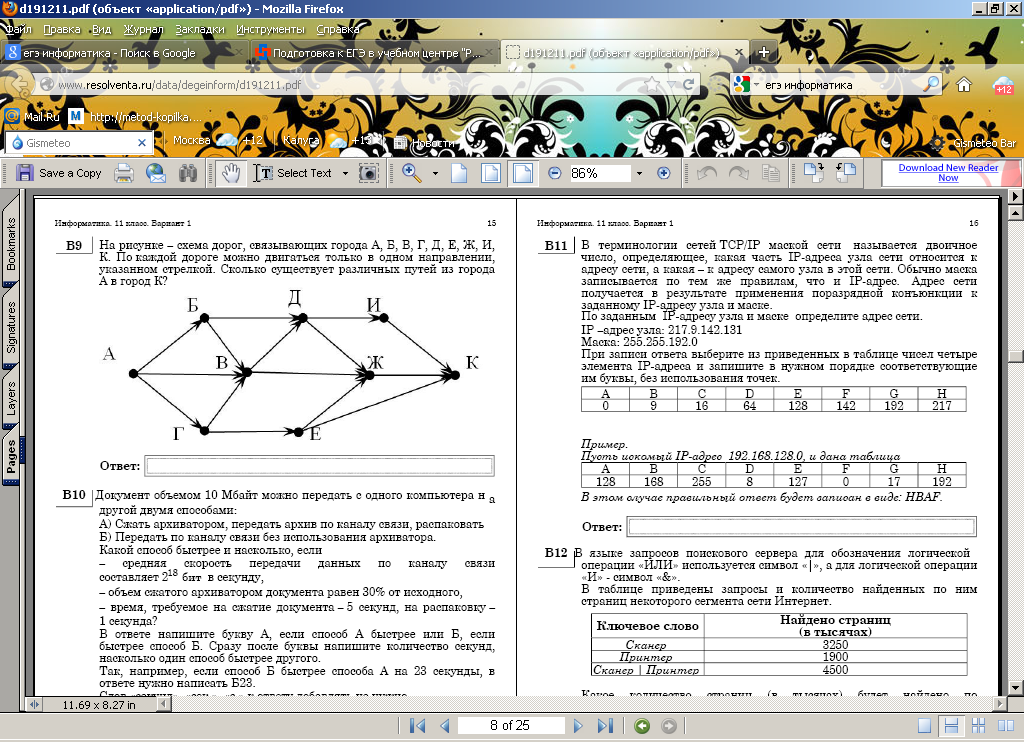 d191211.pdf (объект «application/pdf») - Mozilla Firefox
Файл Правка Вид Журнал Закладки Инструменты Справка
егэ информатика - Поиск в Google
Подготовка к ЕГЭ в учебном центре "Р...
d191211.pdf (объект «application/pdf»)
www.resolventa.ru/data/degeinform/d191211.pdf
егэ информатика
+12
Mail.Ru
http://metod-kopilka....
Gismeteo
Москва +12
Калуга
Новости
Gismeteo Bar
Save a Copy
Select Text
86%
Download New Reader
Now
Bookmarks
Signatures
Layers
Pages
Информатика. 11 класс. Вариант 1 15
B9 На рисунке – схема дорог, связывающих города А, Б, В, Г, Д, Е, Ж, И,
К. По каждой дороге можно двигаться только в одном направлении,
указанном стрелкой. Сколько существует различных путей из города
А в город К?
Д
Б
И
А
В
Ж
К
Г
Е
Ответ:
B10 Документ объемом 10 Мбайт можно передать с одного компьютера н а
другой двумя способами:
А) Сжать архиватором, передать архив по каналу связи, распаковать
Б) Передать по каналу связи без использования архиватора.
Какой способ быстрее и насколько, если
– средняя скорость передачи данных по каналу связи
составляет 2¹⁸ бит в секунду,
– объем сжатого архиватором документа равен 30% от исходного,
– время, требуемое на сжатие документа – 5 секунд, на распаковку –
1 секунда?
В ответе напишите букву А, если способ А быстрее или Б, если
быстрее способ Б. Сразу после буквы напишите количество секунд,
насколько один способ быстрее другого.
Так, например, если способ Б быстрее способа А на 23 секунды, в
ответе нужно написать Б23.
Информатика. 11 класс. Вариант 1 16
B11 В терминологии сетей TCP/IP маской сети называется двоичное
число, определяющее, какая часть IP-адреса узла сети относится к
адресу сети, а какая – к адресу самого узла в этой сети. Обычно маска
записывается по тем же правилам, что и IP-адрес. Адрес сети
получается в результате применения поразрядной конъюнкции к
заданному IP-адресу узла и маске.
По заданным IP-адресу узла и маске определите адрес сети.
IP –адрес узла: 217.9.142.131
Маска: 255.255.192.0
При записи ответа выберите из приведенных в таблице чисел четыре
элемента IP-адреса и запишите в нужном порядке соответствующие
им буквы, без использования точек.
A B C D E F G H
0 9 16 64 128 142 192 217
Пример.
Пусть искомый IP-адрес 192.168.128.0, и дана таблица
A B C D E F G H
128 168 255 8 127 0 17 192
В этом случае правильный ответ будет записан в виде: HBAF.
Ответ:
B12 В языке запросов поискового сервера для обозначения логической
операции «ИЛИ» используется символ «|», а для логической операции
«И» - символ «&».
В таблице приведены запросы и количество найденных по ним
страниц некоторого сегмента сети Интернет.
Ключевое слово Найдено страниц
(в тысячах)
Сканер 3250
Принтер 1900
Сканер | Принтер 4500
Какое количество страниц (в тысячах) будет найдено по
11.69 x 8.27 in
8 of 25